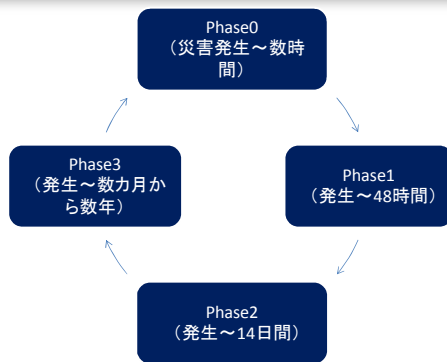 Phase0
（災害発生～数時
間）
Phase1
（発生～48時間）
Phase2
（発生～14日間）
Phase3
（発生～数カ月か
ら数年）